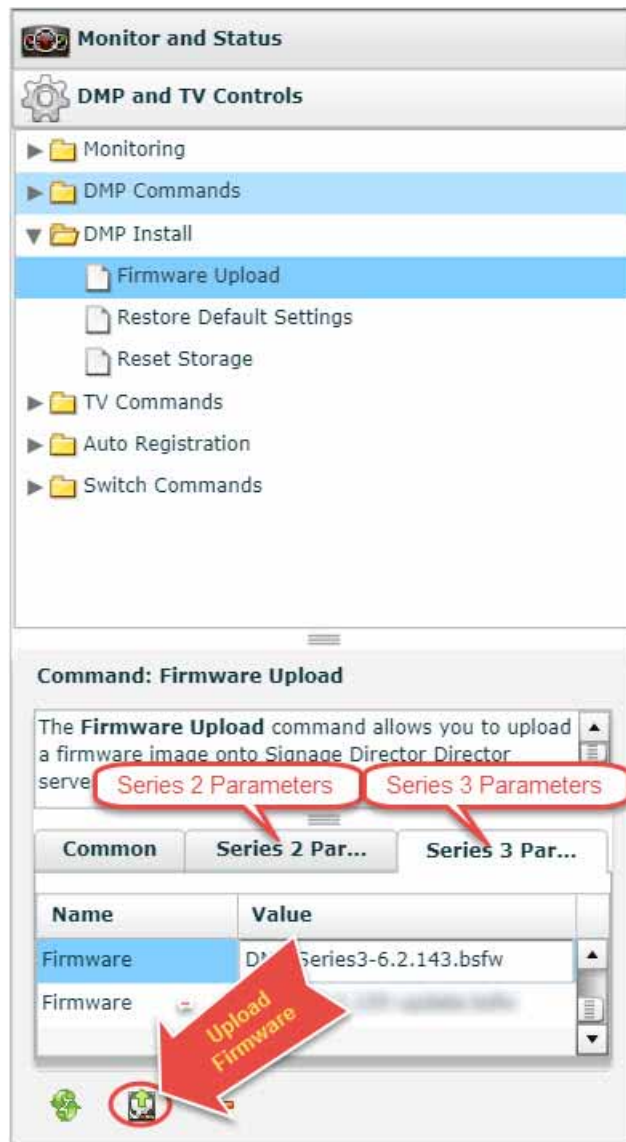 Monitor and Status
DMP and TV Controls
Monitoring
DMP Commands
DMP Install
Firmware Upload
Restore Default Settings
Reset Storage
TV Commands
Auto Registration
Switch Commands
Command: Firmware Upload
The Firmware Upload command allows you to upload
a firmware image onto Signage Director Director
serve
Series 2 Parameters
Series 3 Parameters
Common
Series 2 Par...
Series 3 Par...
Name
Value
Firmware
Series3-6.2.143.bsfw
Firmware
Upload
Firmware